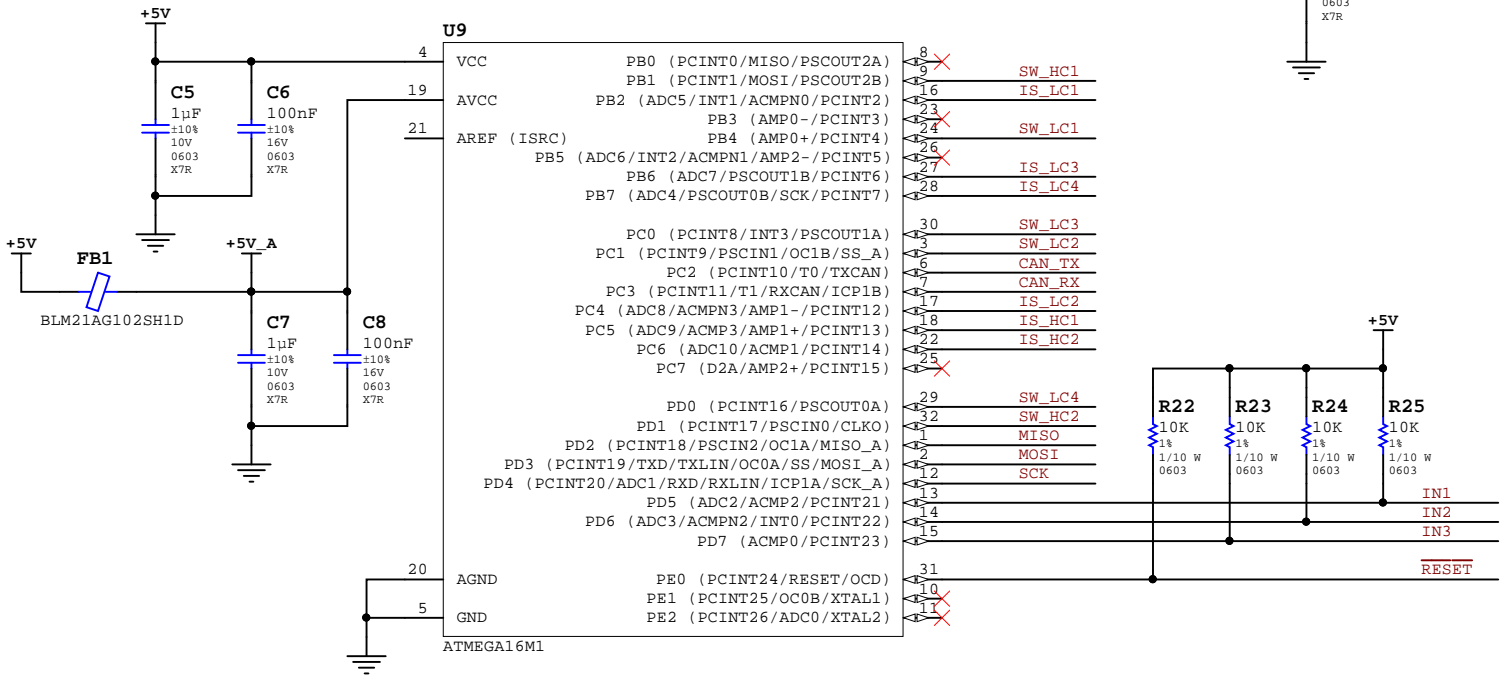 0603
X7R
+5V
U9
4 VCC
19 AVCC
21 AREF (ISRC)
C5
1µF
±10%
10V
0603
X7R
C6
100nF
±10%
16V
0603
X7R
PB0 (PCINT0/MISO/PSCOUT2A) 8
PB1 (PCINT1/MOSI/PSCOUT2B) 9 SW_HC1
PB2 (ADC5/INT1/ACMPN0/PCINT2) 16 IS_LC1
PB3 (AMP0-/PCINT3) 23
PB4 (AMP0+/PCINT4) 24 SW_LC1
PB5 (ADC6/INT2/ACMPN1/AMP2-/PCINT5) 26
PB6 (ADC7/PSCOUT1B/PCINT6) 27 IS_LC3
PB7 (ADC4/PSCOUT0B/SCK/PCINT7) 28 IS_LC4
PC0 (PCINT8/INT3/PSCOUT1A) 30 SW_LC3
PC1 (PCINT9/PSCIN1/OC1B/SS_A) 3 SW_LC2
PC2 (PCINT10/T0/TXCAN) 6 CAN_TX
PC3 (PCINT11/T1/RXCAN/ICP1B) 7 CAN_RX
PC4 (ADC8/ACMPN3/AMP1-/PCINT12) 17 IS_LC2
PC5 (ADC9/ACMP3/AMP1+/PCINT13) 18 IS_HC1
PC6 (ADC10/ACMP1/PCINT14) 22 IS_HC2
PC7 (D2A/AMP2+/PCINT15) 25
PD0 (PCINT16/PSCOUT0A) 29 SW_LC4
PD1 (PCINT17/PSCIN0/CLKO) 32 SW_HC2
PD2 (PCINT18/PSCIN2/OC1A/MISO_A) 1 MISO
PD3 (PCINT19/TXD/TXLIN/OC0A/SS/MOSI_A) 2 MOSI
PD4 (PCINT20/ADC1/RXD/RXLIN/ICP1A/SCK_A) 12 SCK
PD5 (ADC2/ACMP2/PCINT21) 13 IN1
PD6 (ADC3/ACMPN2/INT0/PCINT22) 14 IN2
PD7 (ACMP0/PCINT23) 15 IN3
PE0 (PCINT24/RESET/OCD) 31 RESET
PE1 (PCINT25/OC0B/XTAL1) 10
PE2 (PCINT26/ADC0/XTAL2) 11
+5V
FB1
BLM21AG102SH1D
+5V_A
C7
1µF
±10%
10V
0603
X7R
C8
100nF
±10%
16V
0603
X7R
20 AGND
5 GND
ATMEGA16M1
+5V
R22
10K
1%
1/10 W
0603
R23
10K
1%
1/10 W
0603
R24
10K
1%
1/10 W
0603
R25
10K
1%
1/10 W
0603